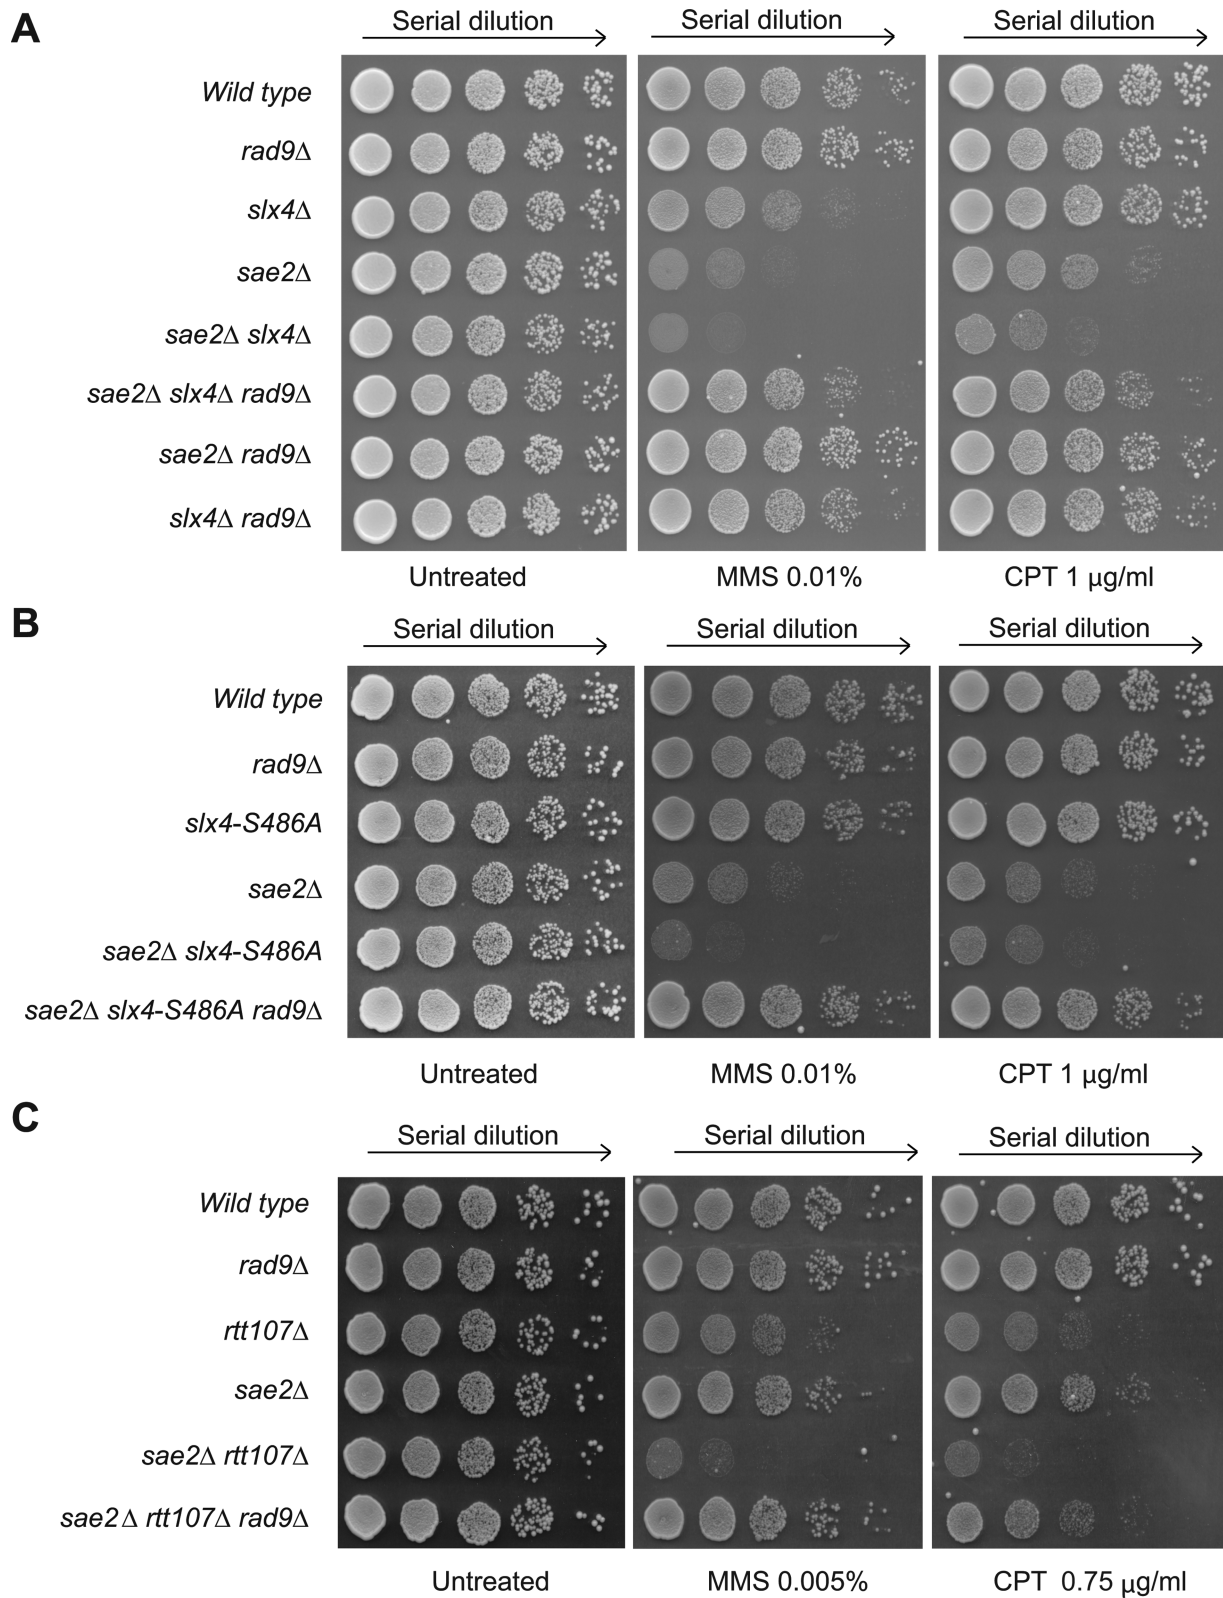 A
Serial dilution
Serial dilution
Serial dilution
Wild type
rad9Δ
slx4Δ
sae2Δ
sae2Δ slx4Δ
sae2Δ slx4Δ rad9Δ
sae2Δ rad9Δ
slx4Δ rad9Δ
Untreated
MMS 0.01%
CPT 1 µg/ml
B
Serial dilution
Serial dilution
Serial dilution
Wild type
rad9Δ
slx4-S486A
sae2Δ
sae2Δ slx4-S486A
sae2Δ slx4-S486A rad9Δ
Untreated
MMS 0.01%
CPT 1 µg/ml
C
Serial dilution
Serial dilution
Serial dilution
Wild type
rad9Δ
rtt107Δ
sae2Δ
sae2Δ rtt107Δ
sae2Δ rtt107Δ rad9Δ
Untreated
MMS 0.005%
CPT 0.75 µg/ml